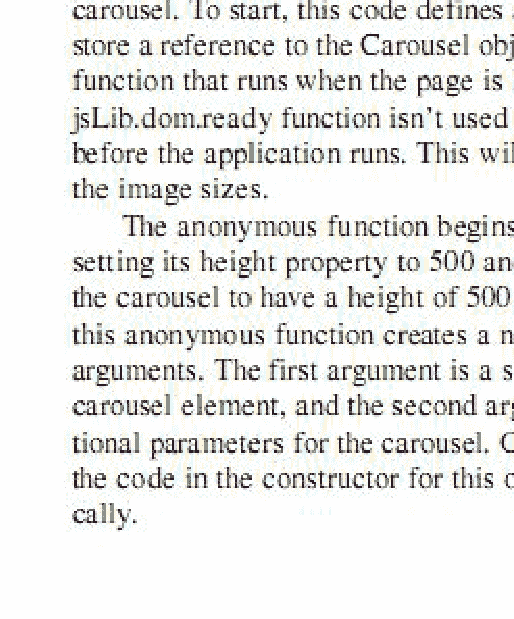 carousel. To start, this code defines
store a reference to the Carousel obj
function that runs when the page is
jsLib.dom.ready function isn't used
before the application runs. This wil
the image sizes.
The anonymous function begins
setting its height property to 500 an
the carousel to have a height of 500
this anonymous function creates a n
arguments. The first argument is a s
carousel element, and the second arg
tional parameters for the carousel. C
the code in the constructor for this o
cally.